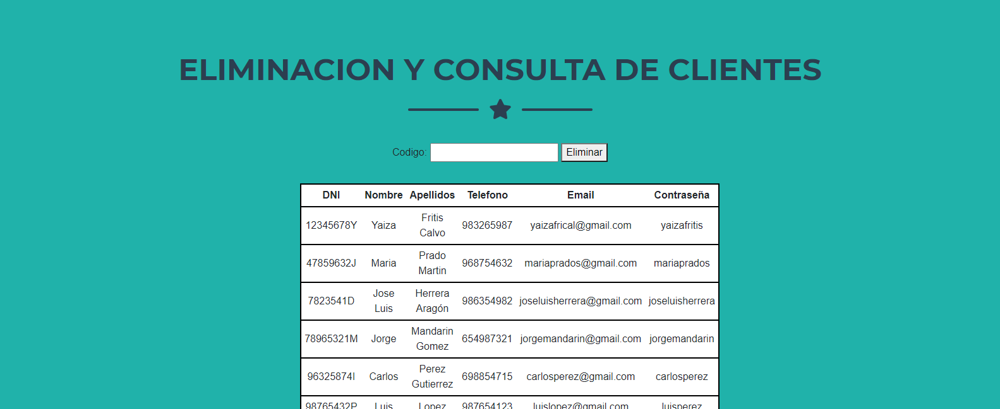 ELIMINACION Y CONSULTA DE CLIENTES
Codigo: Eliminar
DNI Nombre Apellidos Telefono Email Contraseña
12345678Y Yaiza Fritis Calvo 983265987 yaizafrical@gmail.com yaizafritis
47859632J Maria Prado Martin 968754632 mariaprados@gmail.com mariaprados
7823541D Jose Luis Herrera Aragón 986354982 joseluisherrera@gmail.com joseluisherrera
78965321M Jorge Mandarin Gomez 654987321 jorgemandarin@gmail.com jorgemandarin
96325874I Carlos Perez Gutierrez 698854715 carlosperez@gmail.com carlosperez
98765432P Luis Lopez 987654123 luislopez@gmail.com luisperez